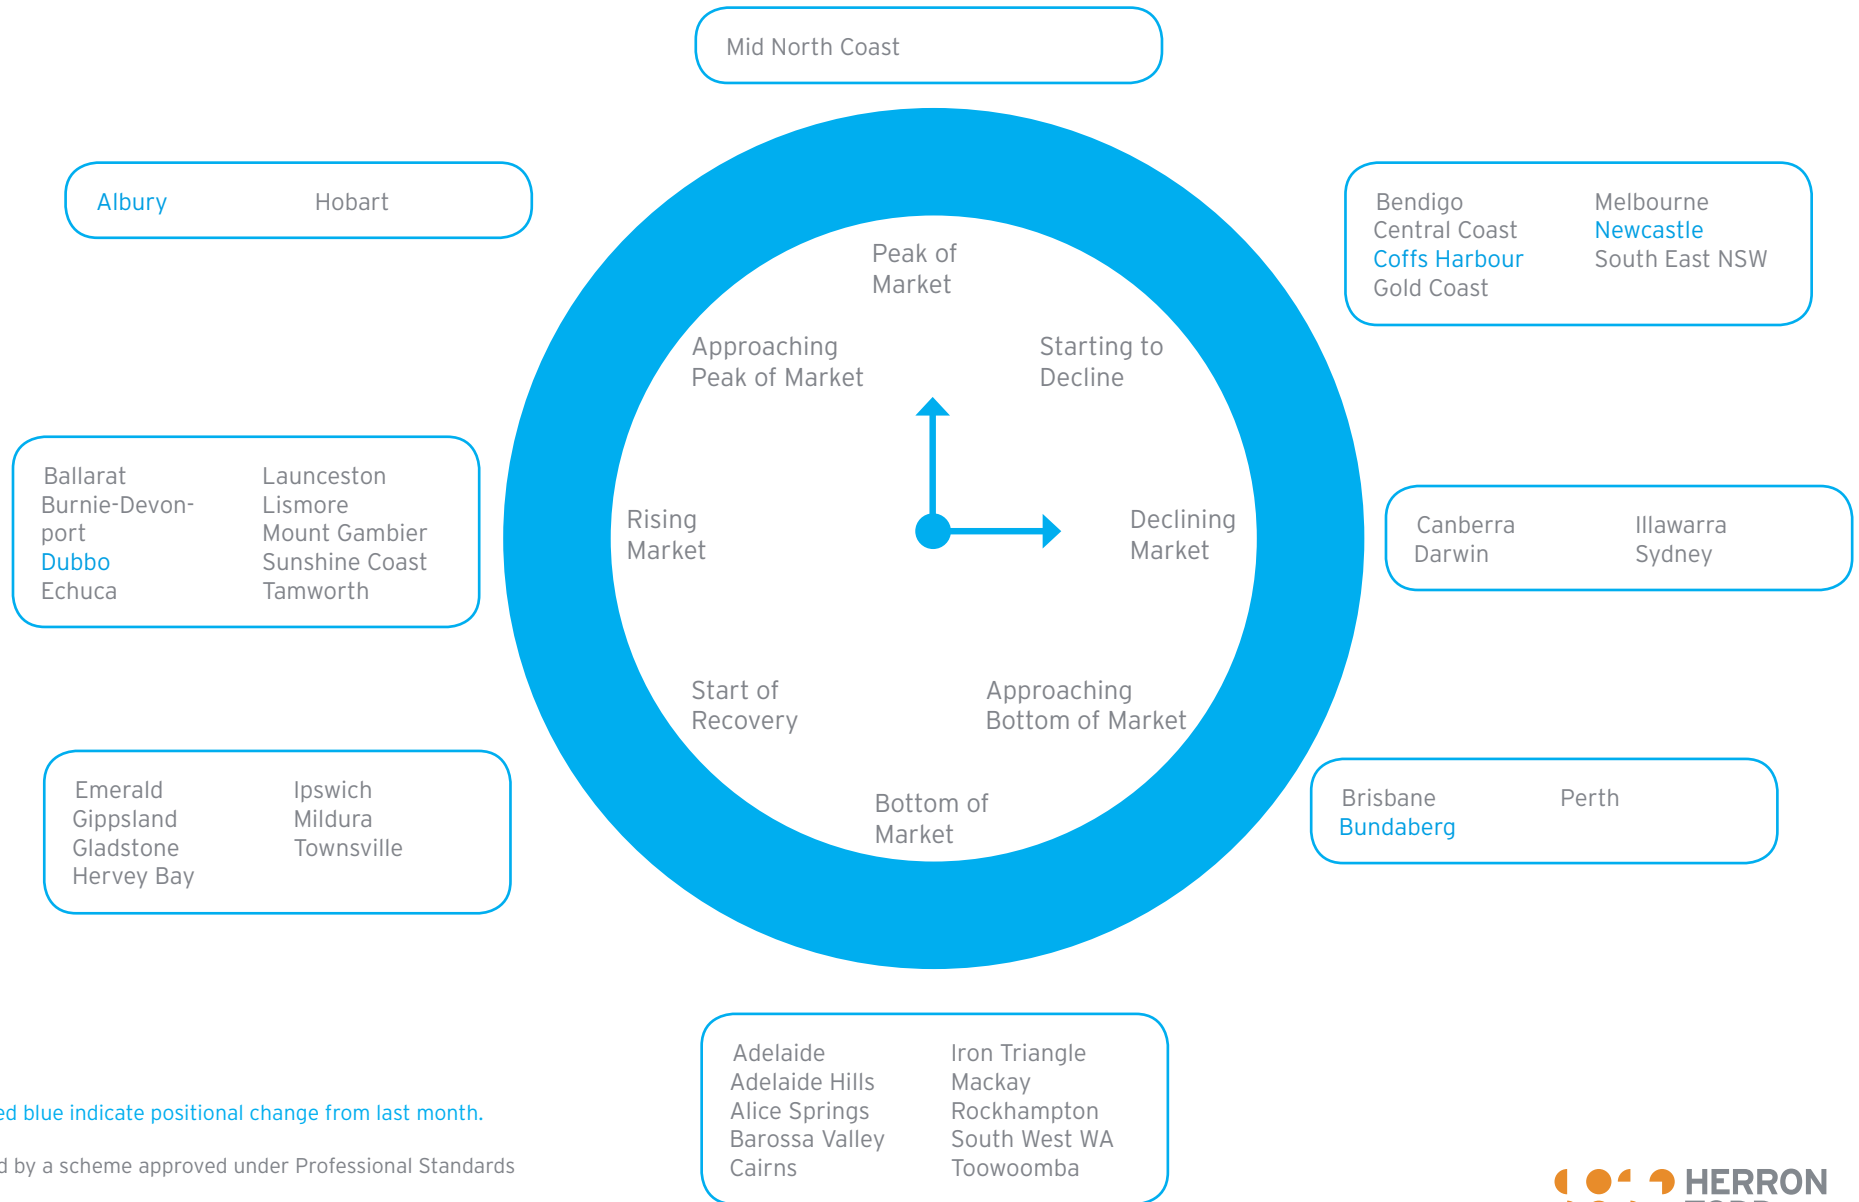 Mid North Coast
Albury Hobart
Bendigo Melbourne
Central Coast Newcastle
Coffs Harbour South East NSW
Gold Coast
Peak of
Market
Approaching
Peak of Market
Starting to
Decline
Ballarat Launceston
Burnie-Devon- Lismore
port Mount Gambier
Dubbo Sunshine Coast
Echuca Tamworth
Rising
Market
Declining
Market
Canberra Illawarra
Darwin Sydney
Start of
Recovery
Approaching
Bottom of Market
Emerald Ipswich
Gippsland Mildura
Gladstone Townsville
Hervey Bay
Bottom of
Market
Brisbane Perth
Bundaberg
Adelaide Iron Triangle
Adelaide Hills Mackay
Alice Springs Rockhampton
Barossa Valley South West WA
Cairns Toowoomba
ed blue indicate positional change from last month.
d by a scheme approved under Professional Standards
HERRON